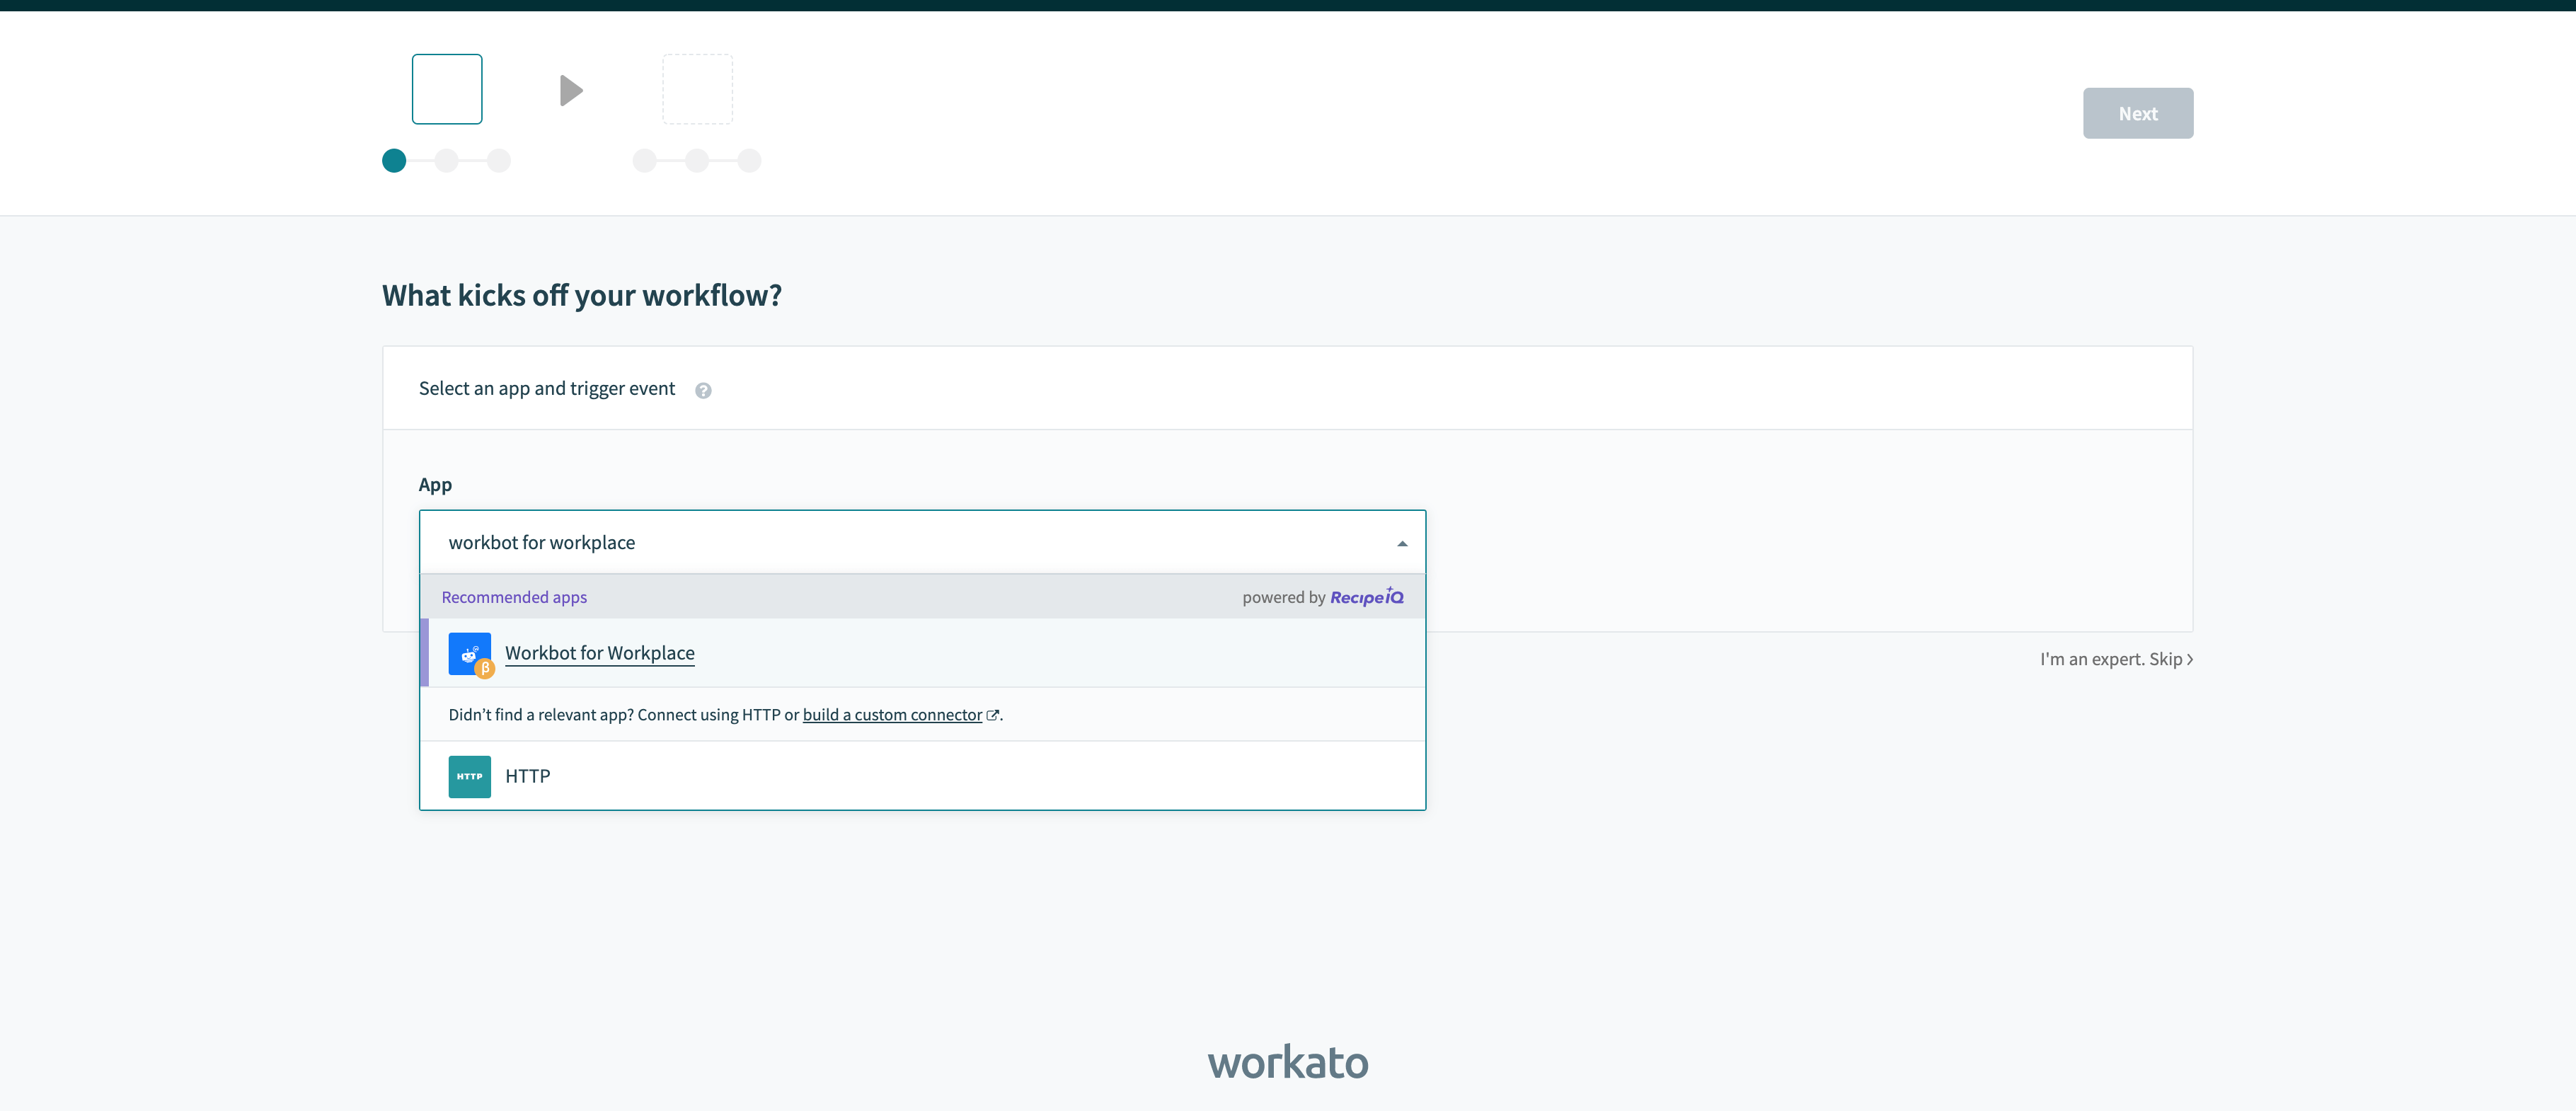 Next
What kicks off your workflow?
Select an app and trigger event ?
App
workbot for workplace
Recommended apps powered by RecipeIQ
β Workbot for Workplace
Didn’t find a relevant app? Connect using HTTP or build a custom connector.
HTTP HTTP
I'm an expert. Skip
workato